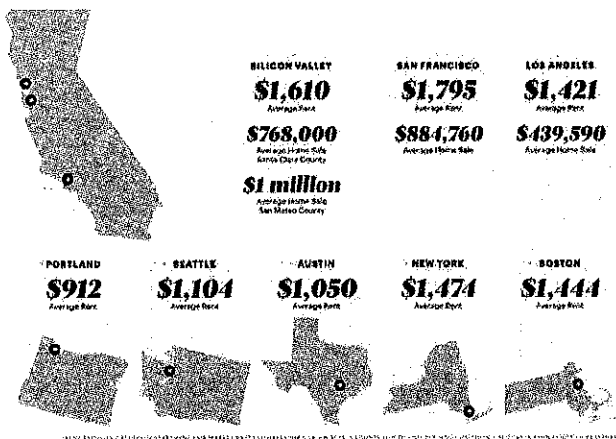 SILICON VALLEY
$1,610
Average Rent
$768,000
Average Home Sale
Santa Clara County
$1 million
Average Home Sale
San Mateo County
SAN FRANCISCO
$1,795
Average Rent
$884,760
Average Home Sale
LOS ANGELES
$1,421
Average Rent
$439,590
Average Home Sale
PORTLAND
$912
Average Rent
SEATTLE
$1,104
Average Rent
AUSTIN
$1,050
Average Rent
NEW YORK
$1,474
Average Rent
BOSTON
$1,444
Average Rent